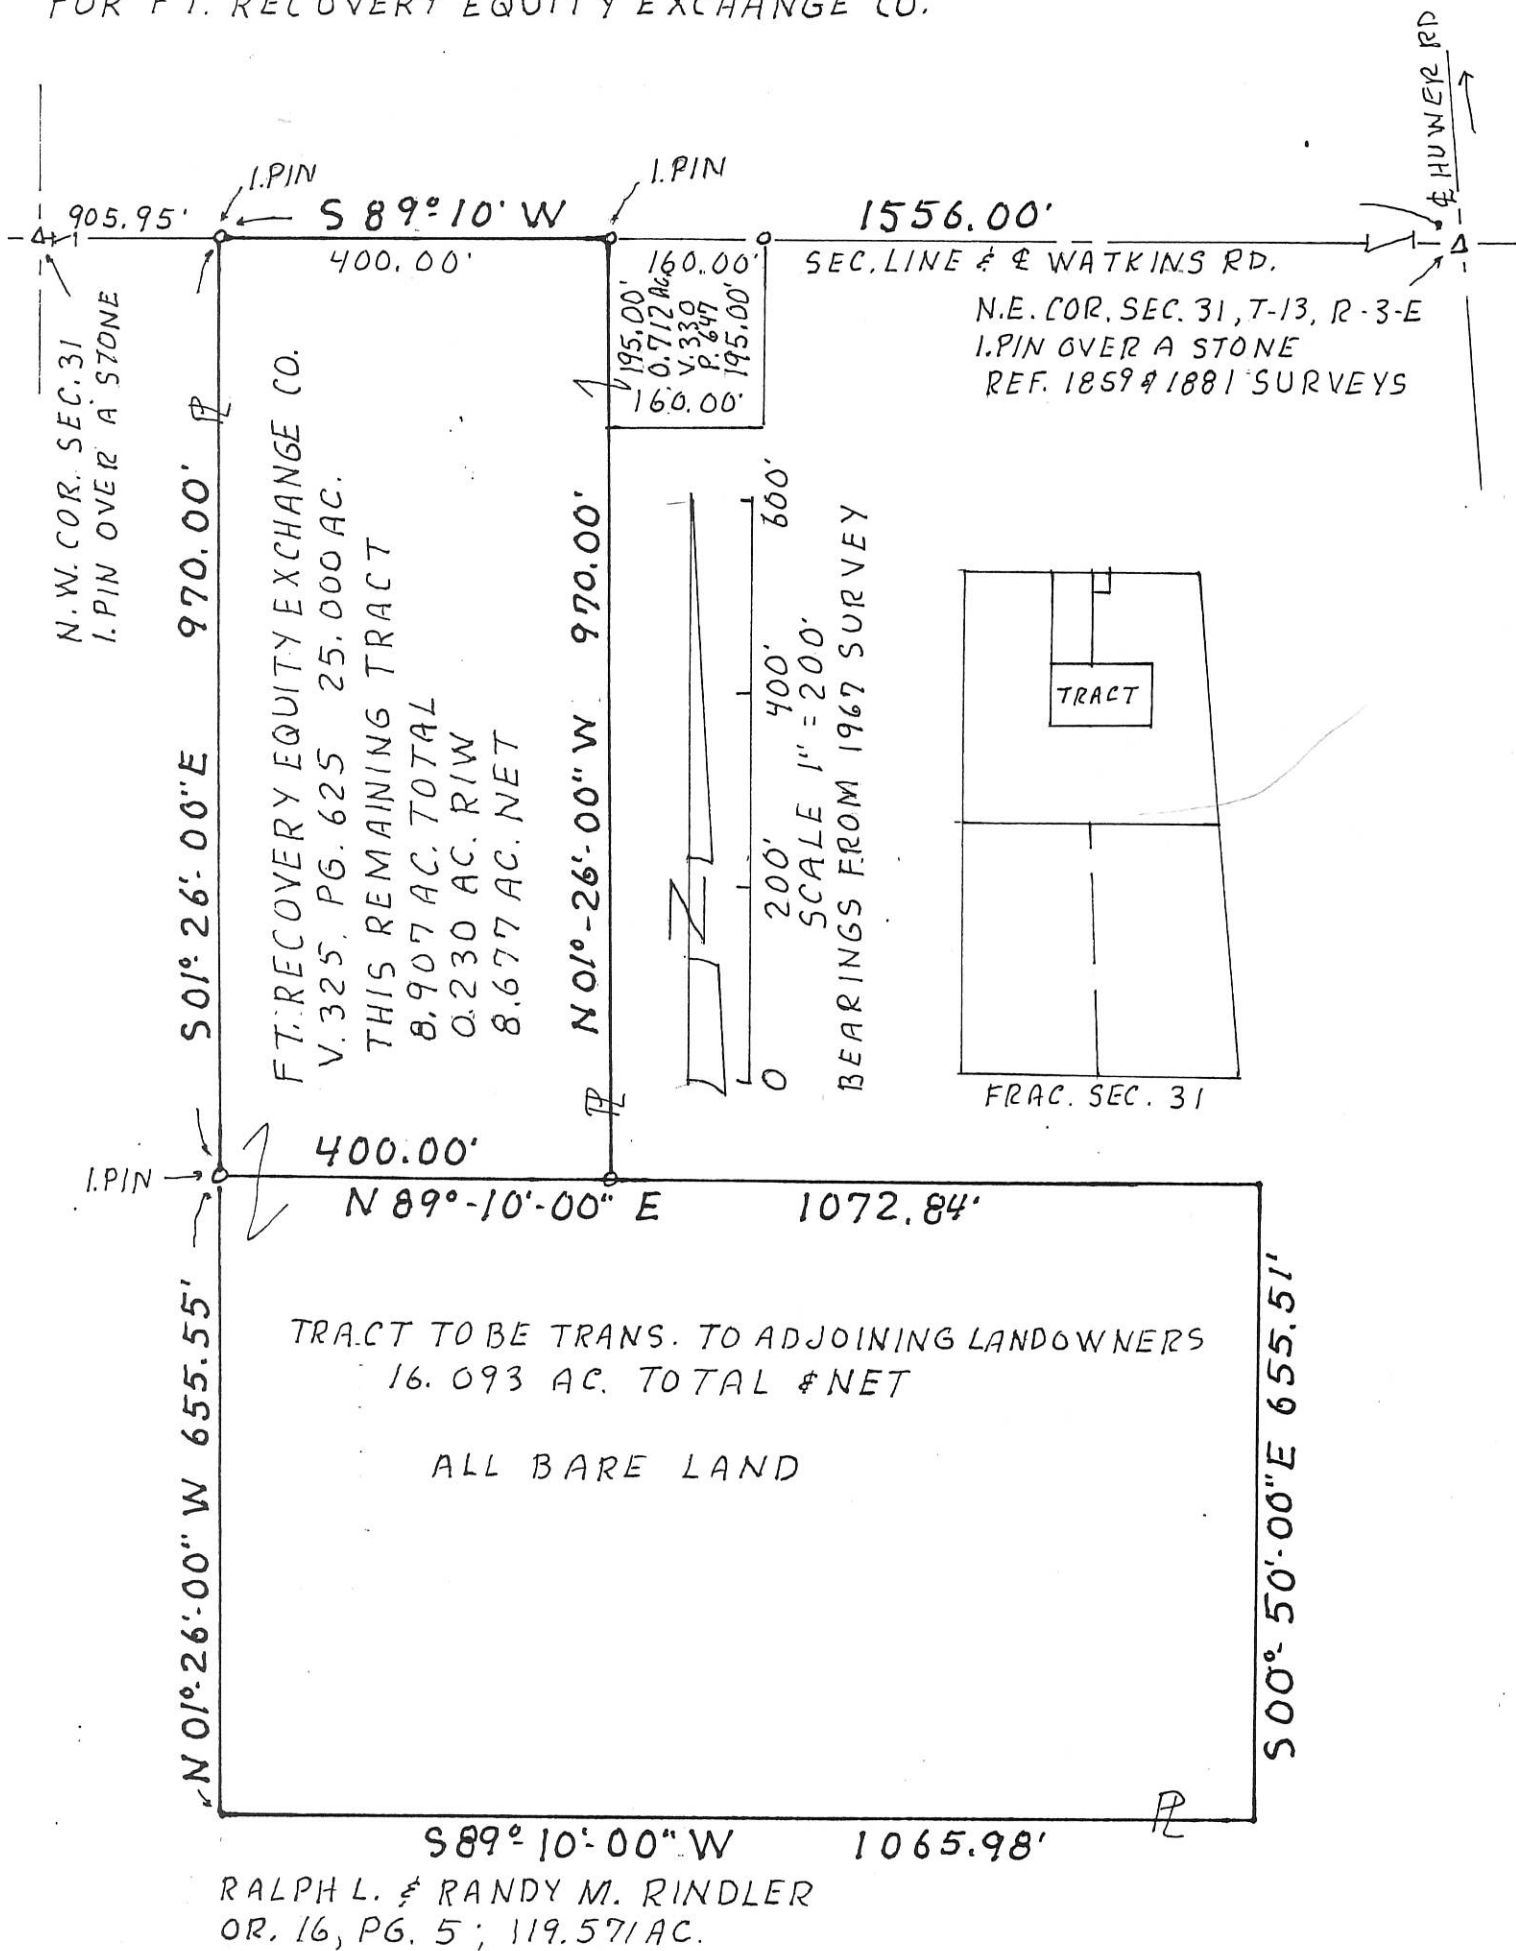 FOR FT. RECOVERY EQUITY EXCHANGE CO.
℄ HUWER RD
I.PIN
I.PIN
905.95'
S 89° 10' W
1556.00'
400.00'
160.00'
SEC. LINE & ℄ WATKINS RD.
195.00'
0.712 AC.
V. 330
P. 647
195.00'
160.00'
N.E. COR. SEC. 31, T-13, R-3-E
I.PIN OVER A STONE
REF. 1859 & 1881 SURVEYS
N.W. COR. SEC. 31
I.PIN OVER A STONE
S 01° 26'-00" E 970.00'
PL
FT. RECOVERY EQUITY EXCHANGE CO.
V. 325, PG. 625 25.000 AC.
THIS REMAINING TRACT
8.907 AC. TOTAL
0.230 AC. R/W
8.677 AC. NET
N 01°-26'-00" W 970.00'
PL
N
0 200' 400' 600'
SCALE 1" = 200'
BEARINGS FROM 1967 SURVEY
TRACT
FRAC. SEC. 31
I.PIN
400.00'
N 89°-10'-00" E 1072.84'
N 01°-26'-00" W 655.55'
TRACT TO BE TRANS. TO ADJOINING LANDOWNERS
16.093 AC. TOTAL & NET
ALL BARE LAND
S 00°-50'-00" E 655.51'
PL
S 89°-10'-00" W 1065.98'
RALPH L. & RANDY M. RINDLER
OR. 16, PG. 5 ; 119.571 AC.